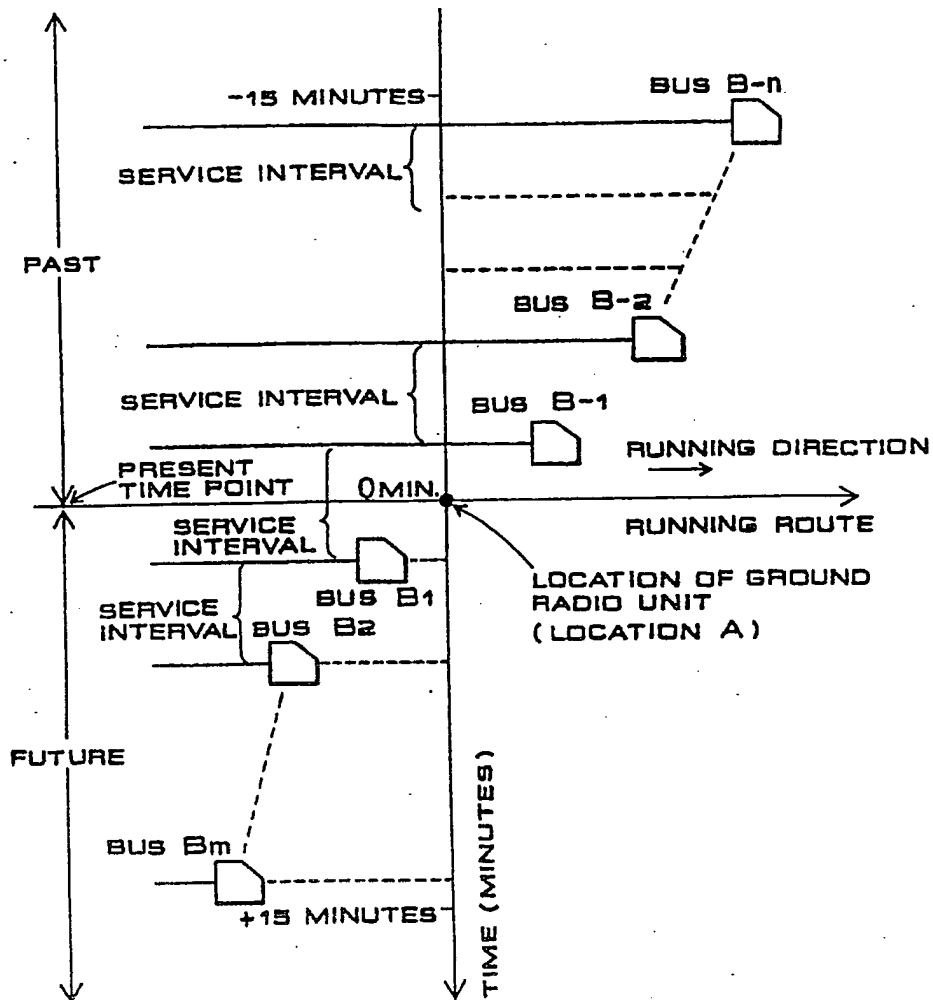 BUS B-n
-15 MINUTES
SERVICE INTERVAL
PAST
BUS B-2
SERVICE INTERVAL
BUS B-1
RUNNING DIRECTION
PRESENT
TIME POINT
0 MIN.
RUNNING ROUTE
SERVICE
INTERVAL
LOCATION OF GROUND
RADIO UNIT
(LOCATION A)
BUS B1
SERVICE
INTERVAL
BUS B2
FUTURE
TIME (MINUTES)
BUS Bm
+15 MINUTES